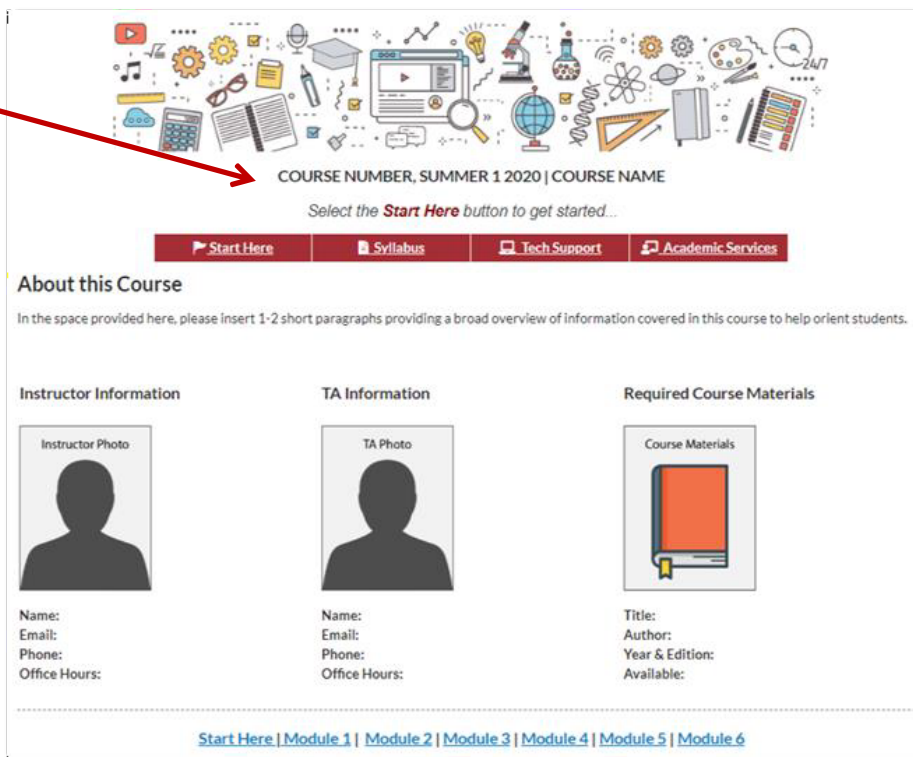 24/7
COURSE NUMBER, SUMMER 1 2020 | COURSE NAME
Select the Start Here button to get started...
Start Here Syllabus Tech Support Academic Services
About this Course
In the space provided here, please insert 1-2 short paragraphs providing a broad overview of information covered in this course to help orient students.
Instructor Information TA Information Required Course Materials
Instructor Photo TA Photo Course Materials
Name: Name: Title:
Email: Email: Author:
Phone: Phone: Year & Edition:
Office Hours: Office Hours: Available:
Start Here | Module 1 | Module 2 | Module 3 | Module 4 | Module 5 | Module 6